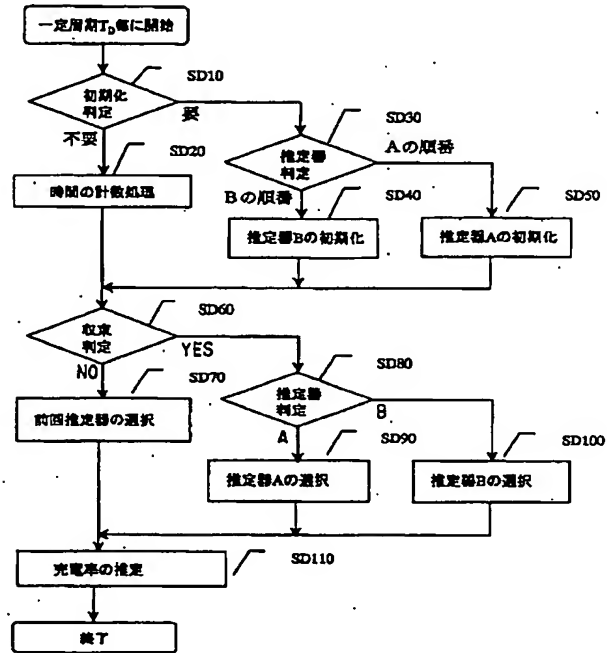 一定周期T_D毎に開始
SD10
初期化
判定
要
不要
SD20
時間の計数処理
SD30
推定器
判定
Aの順番
Bの順番
SD40
推定器Bの初期化
SD50
推定器Aの初期化
SD60
収束
判定
YES
NO
SD70
前回推定器の選択
SD80
推定器
判定
A
B
SD90
推定器Aの選択
SD100
推定器Bの選択
SD110
充電率の推定
終了